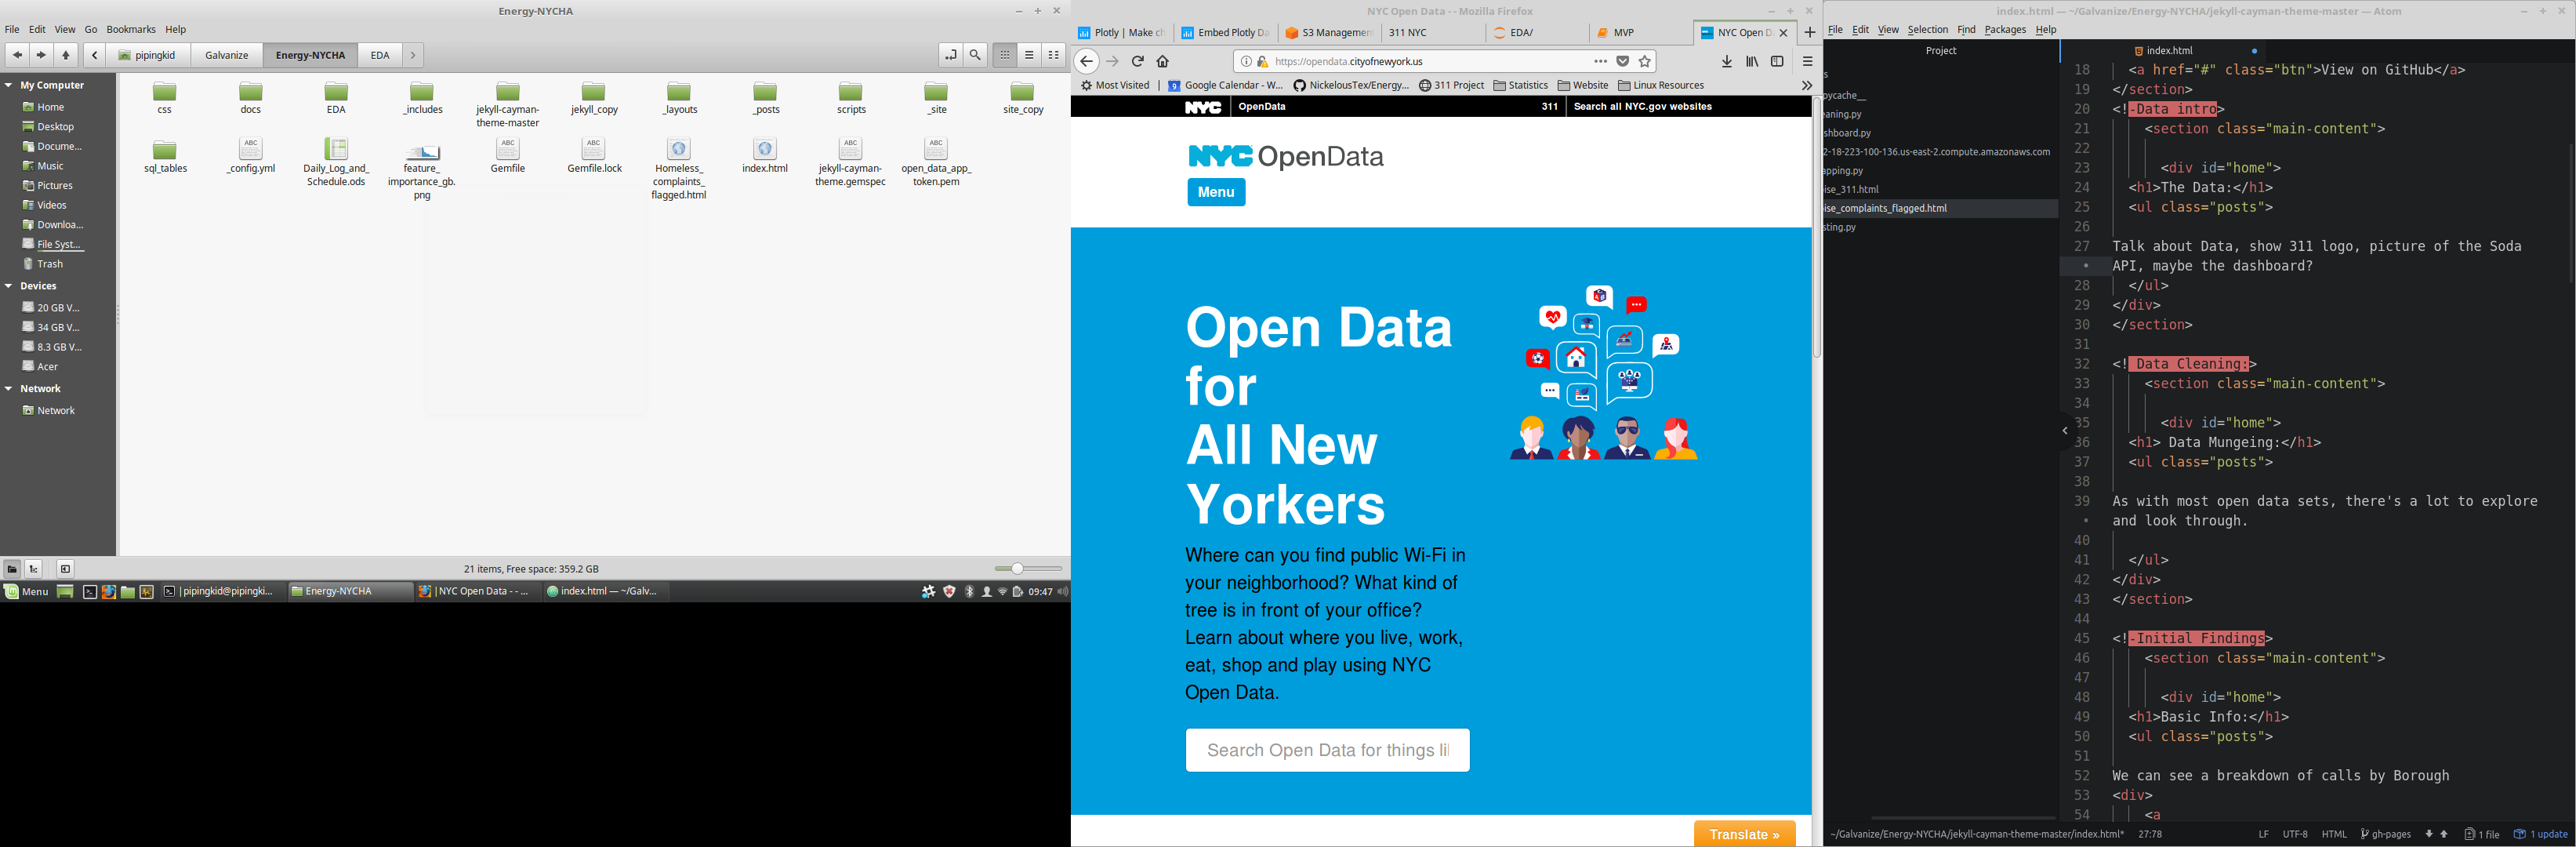 Energy-NYCHA
File Edit View Go Bookmarks Help
pipingkid Galvanize Energy-NYCHA EDA
My Computer
Home
Desktop
Docume...
Music
Pictures
Videos
Downloa...
File Syst...
Trash
Devices
20 GB V...
34 GB V...
8.3 GB V...
Acer
Network
Network
css docs EDA _includes jekyll-cayman-theme-master jekyll_copy _layouts _posts scripts _site site_copy
sql_tables _config.yml Daily_Log_and_Schedule.ods feature_importance_gb.png Gemfile Gemfile.lock Homeless_complaints_flagged.html index.html jekyll-cayman-theme.gemspec open_data_app_token.pem
21 items, Free space: 359.2 GB
Menu pipingkid@pipingki... Energy-NYCHA NYC Open Data - - ... index.html — ~/Galv... 09:47
NYC Open Data - - Mozilla Firefox
Plotly | Make ch Embed Plotly Da S3 Managemen 311 NYC EDA/ MVP NYC Open D
https://opendata.cityofnewyork.us
Most Visited Google Calendar - W... NickelousTex/Energy... 311 Project Statistics Website Linux Resources
NYC OpenData 311 Search all NYC.gov websites
NYC OpenData
Menu
Open Data
for
All New
Yorkers
Where can you find public Wi-Fi in
your neighborhood? What kind of
tree is in front of your office?
Learn about where you live, work,
eat, shop and play using NYC
Open Data.
Search Open Data for things li
Translate »
index.html — ~/Galvanize/Energy-NYCHA/jekyll-cayman-theme-master — Atom
File Edit View Selection Find Packages Help
Project
s
pycache__
eaning.py
shboard.py
2-18-223-100-136.us-east-2.compute.amazonaws.com
apping.py
ise_311.html
ise_complaints_flagged.html
sting.py
index.html
18 <a href="#" class="btn">View on GitHub</a>
19 </section>
20 <!-Data intro>
21 <section class="main-content">
22
23 <div id="home">
24 <h1>The Data:</h1>
25 <ul class="posts">
26
27 Talk about Data, show 311 logo, picture of the Soda
• API, maybe the dashboard?
28 </ul>
29 </div>
30 </section>
31
32 <! Data Cleaning:>
33 <section class="main-content">
34
35 <div id="home">
36 <h1> Data Mungeing:</h1>
37 <ul class="posts">
38
39 As with most open data sets, there's a lot to explore
• and look through.
40
41 </ul>
42 </div>
43 </section>
44
45 <!-Initial Findings>
46 <section class="main-content">
47
48 <div id="home">
49 <h1>Basic Info:</h1>
50 <ul class="posts">
51
52 We can see a breakdown of calls by Borough
53 <div>
54 <a
~/Galvanize/Energy-NYCHA/jekyll-cayman-theme-master/index.html* 27:78 LF UTF-8 HTML gh-pages 1 file 1 update